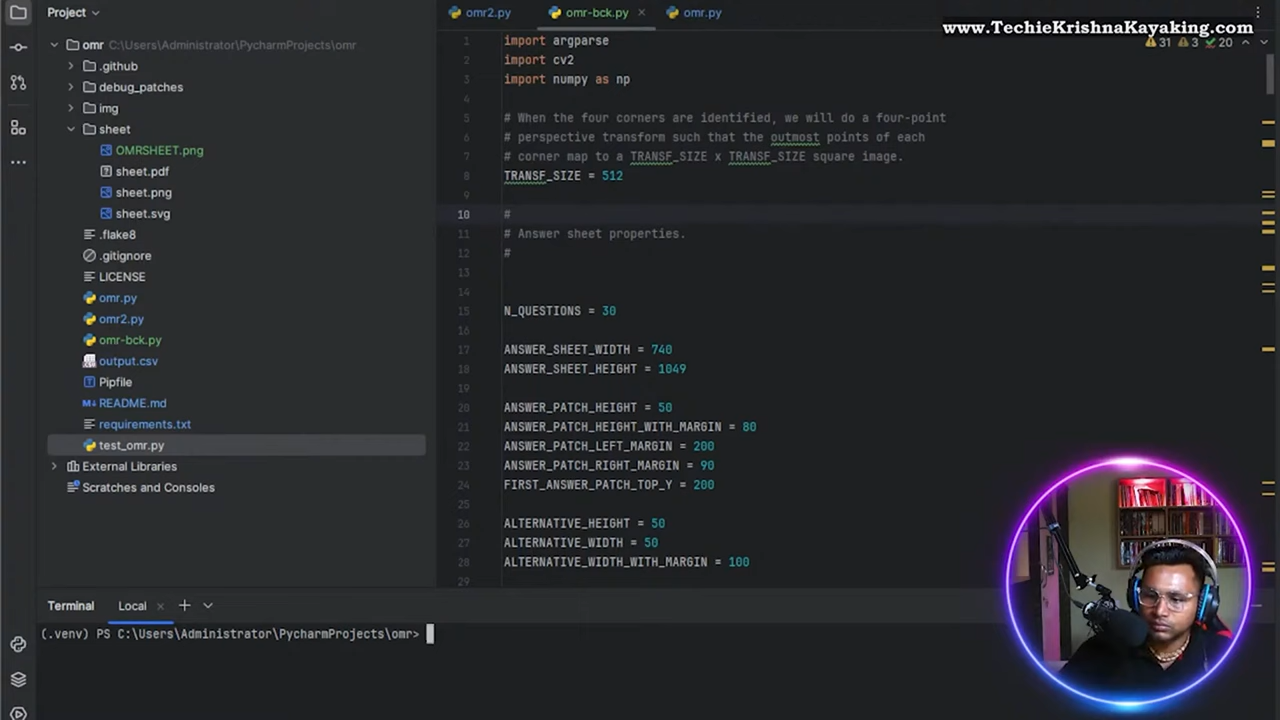 Project
omr C:\Users\Administrator\PycharmProjects\omr
.github
debug_patches
img
sheet
OMRSHEET.png
sheet.pdf
sheet.png
sheet.svg
.flake8
.gitignore
LICENSE
omr.py
omr2.py
omr-bck.py
output.csv
Pipfile
README.md
requirements.txt
test_omr.py
External Libraries
Scratches and Consoles
omr2.py omr-bck.py omr.py
www.TechieKrishnaKayaking.com
31 3 20
1 import argparse
2 import cv2
3 import numpy as np
4
5 # When the four corners are identified, we will do a four-point
6 # perspective transform such that the outmost points of each
7 # corner map to a TRANSF_SIZE x TRANSF_SIZE square image.
8 TRANSF_SIZE = 512
9
10 #
11 # Answer sheet properties.
12 #
13
14
15 N_QUESTIONS = 30
16
17 ANSWER_SHEET_WIDTH = 740
18 ANSWER_SHEET_HEIGHT = 1049
19
20 ANSWER_PATCH_HEIGHT = 50
21 ANSWER_PATCH_HEIGHT_WITH_MARGIN = 80
22 ANSWER_PATCH_LEFT_MARGIN = 200
23 ANSWER_PATCH_RIGHT_MARGIN = 90
24 FIRST_ANSWER_PATCH_TOP_Y = 200
25
26 ALTERNATIVE_HEIGHT = 50
27 ALTERNATIVE_WIDTH = 50
28 ALTERNATIVE_WIDTH_WITH_MARGIN = 100
29
Terminal Local
(.venv) PS C:\Users\Administrator\PycharmProjects\omr>